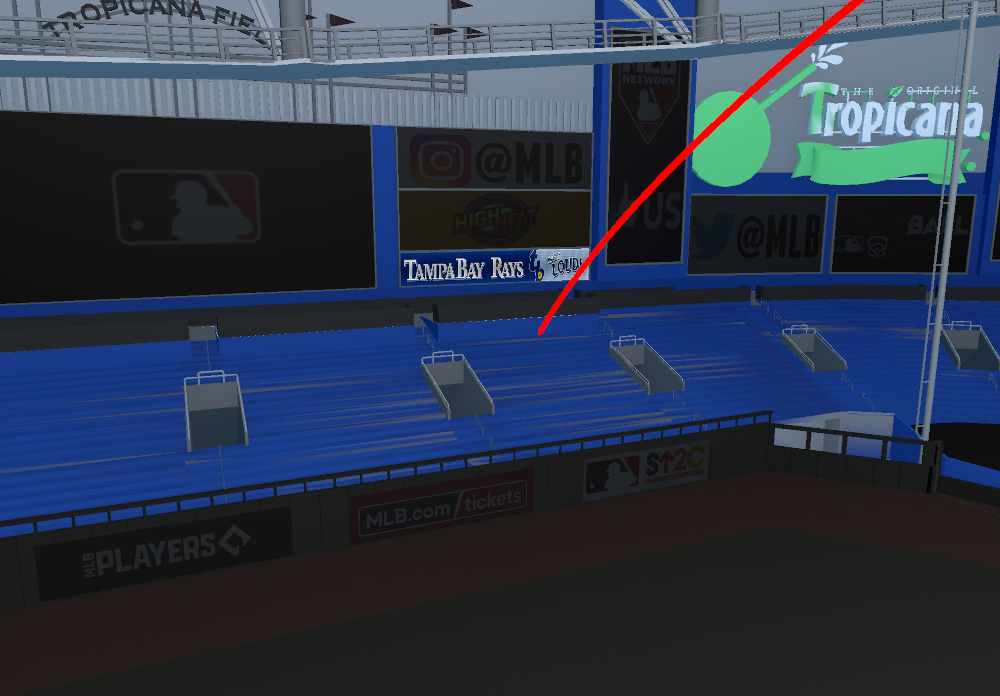 TROPICANA FIE
MLB
NETWORK
THE ORIGINAL
Tropicana
@MLB
HIGH HEAT
US
@MLB
PLAY BALL
TAMPA BAY RAYS
LOUD
S↑2C
MLB.com/tickets
MLB PLAYERS